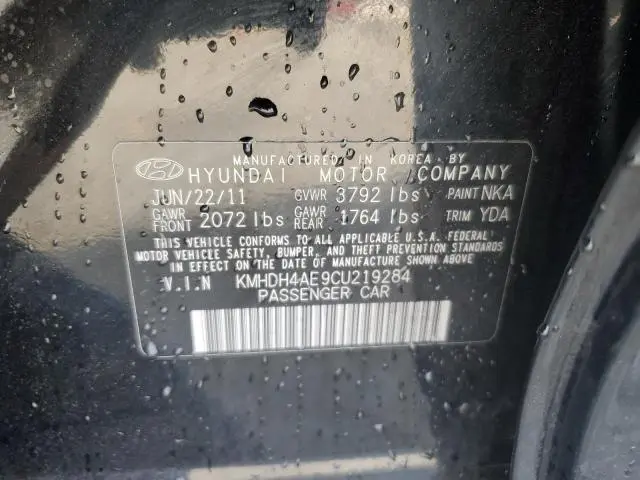 MANUFACTURED IN KOREA BY
HYUNDAI MOTOR COMPANY
JUN/22/11 GVWR 3792 lbs PAINT NKA
GAWR FRONT 2072 lbs GAWR REAR 1764 lbs TRIM YDA
THIS VEHICLE CONFORMS TO ALL APPLICABLE U.S.A. FEDERAL
MOTOR VEHICLE SAFETY, BUMPER, AND THEFT PREVENTION STANDARDS
IN EFFECT ON THE DATE OF MANUFACTURE SHOWN ABOVE
V.I.N KMHDH4AE9CU219284
PASSENGER CAR